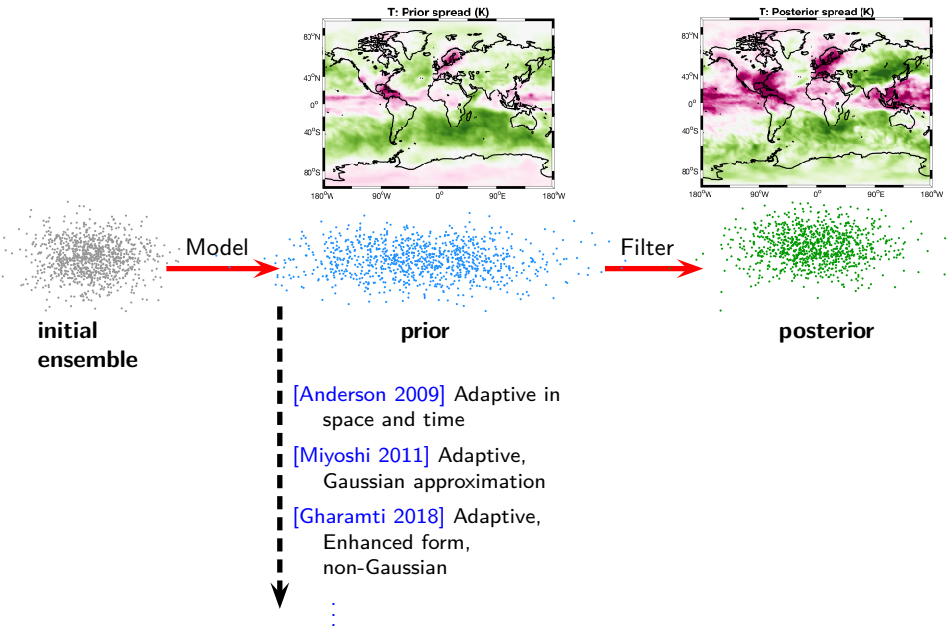 T: Prior spread (K)
80°N
40°N
0°
40°S
80°S
180°W
90°W
0°
90°E
180°W
T: Posterior spread (K)
80°N
40°N
0°
40°S
80°S
180°W
90°W
0°
90°E
180°W
Model
Filter
initial
ensemble
prior
posterior
[Anderson 2009] Adaptive in
space and time
[Miyoshi 2011] Adaptive,
Gaussian approximation
[Gharamti 2018] Adaptive,
Enhanced form,
non-Gaussian
⋮